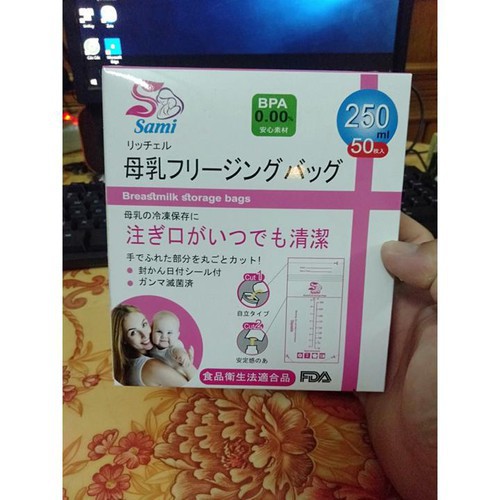 Sami
BPA
0.00%
安心素材
250
ml
50枚入
リッチェル
母乳フリージングバッグ
Breastmilk storage bags
母乳の冷凍保存に
注ぎ口がいつでも清潔
手でふれた部分を丸ごとカット!
● 封かん日付シール付
● ガンマ滅菌済
Cut 1
自立タイプ
Cut 2
安定感のあ
Sami
食品衛生法適合品
FDA